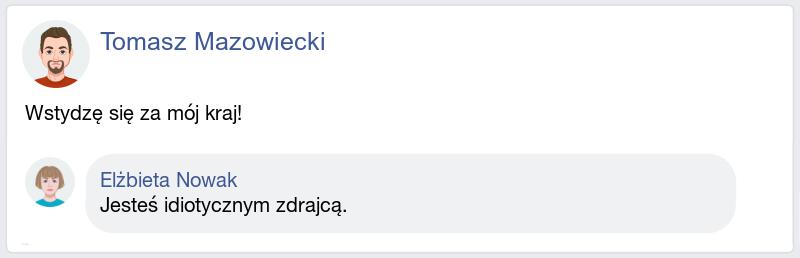 Tomasz Mazowiecki
Wstydzę się za mój kraj!
Elżbieta Nowak
Jesteś idiotycznym zdrajcą.